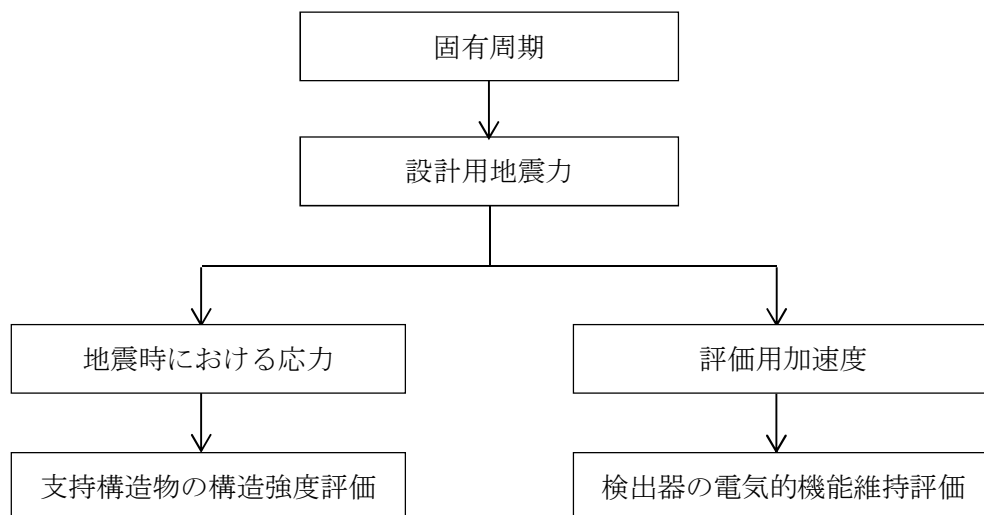 固有周期
設計用地震力
地震時における応力
評価用加速度
支持構造物の構造強度評価
検出器の電気的機能維持評価